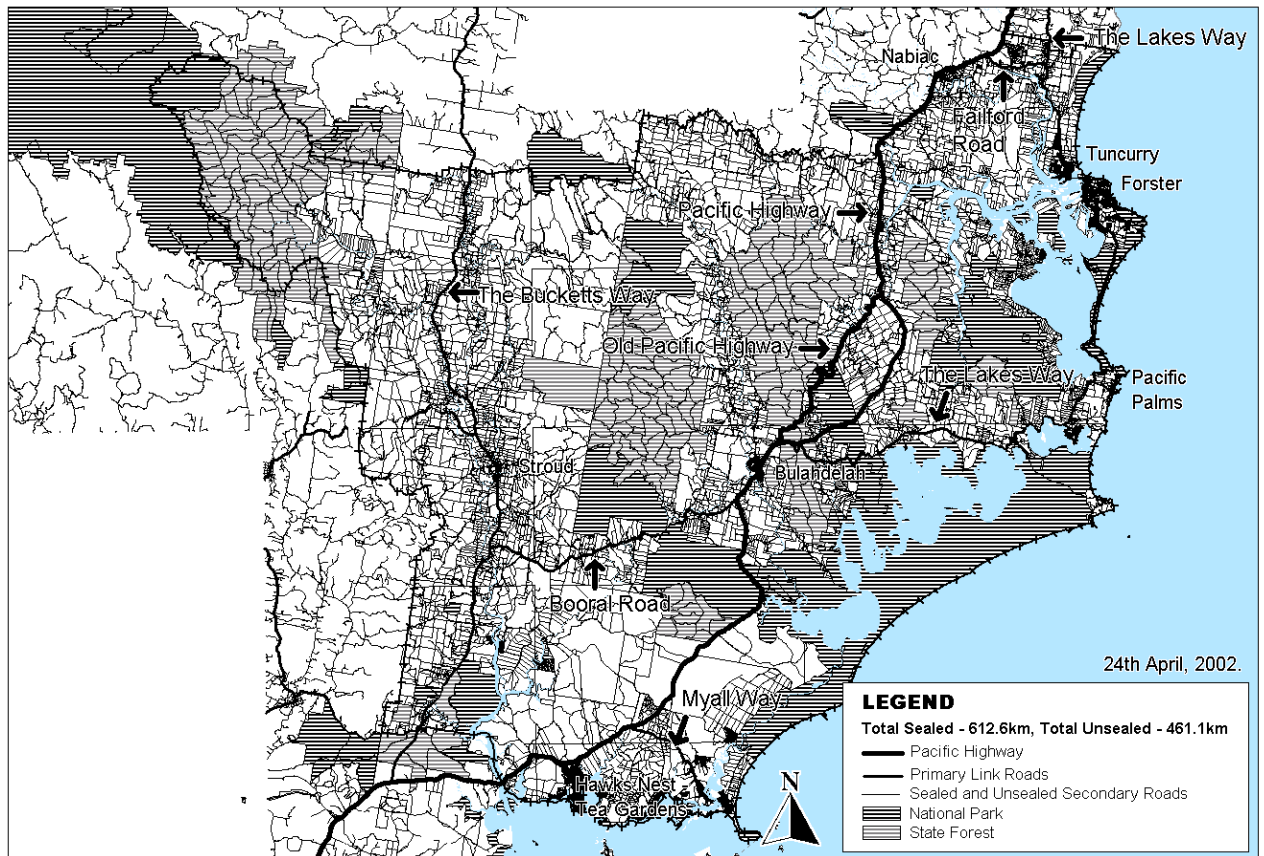 The Lakes Way
Nabiac
Failford
Road
Tuncurry
Forster
Pacific Highway
The Bucketts Way
Old Pacific Highway
The Lakes Way
Pacific
Palms
Stroud
Bulahdelah
Booral Road
24th April, 2002.
Myall Way
Hawks Nest -
Tea Gardens
N
LEGEND
Total Sealed - 612.6km, Total Unsealed - 461.1km
Pacific Highway
Primary Link Roads
Sealed and Unsealed Secondary Roads
National Park
State Forest